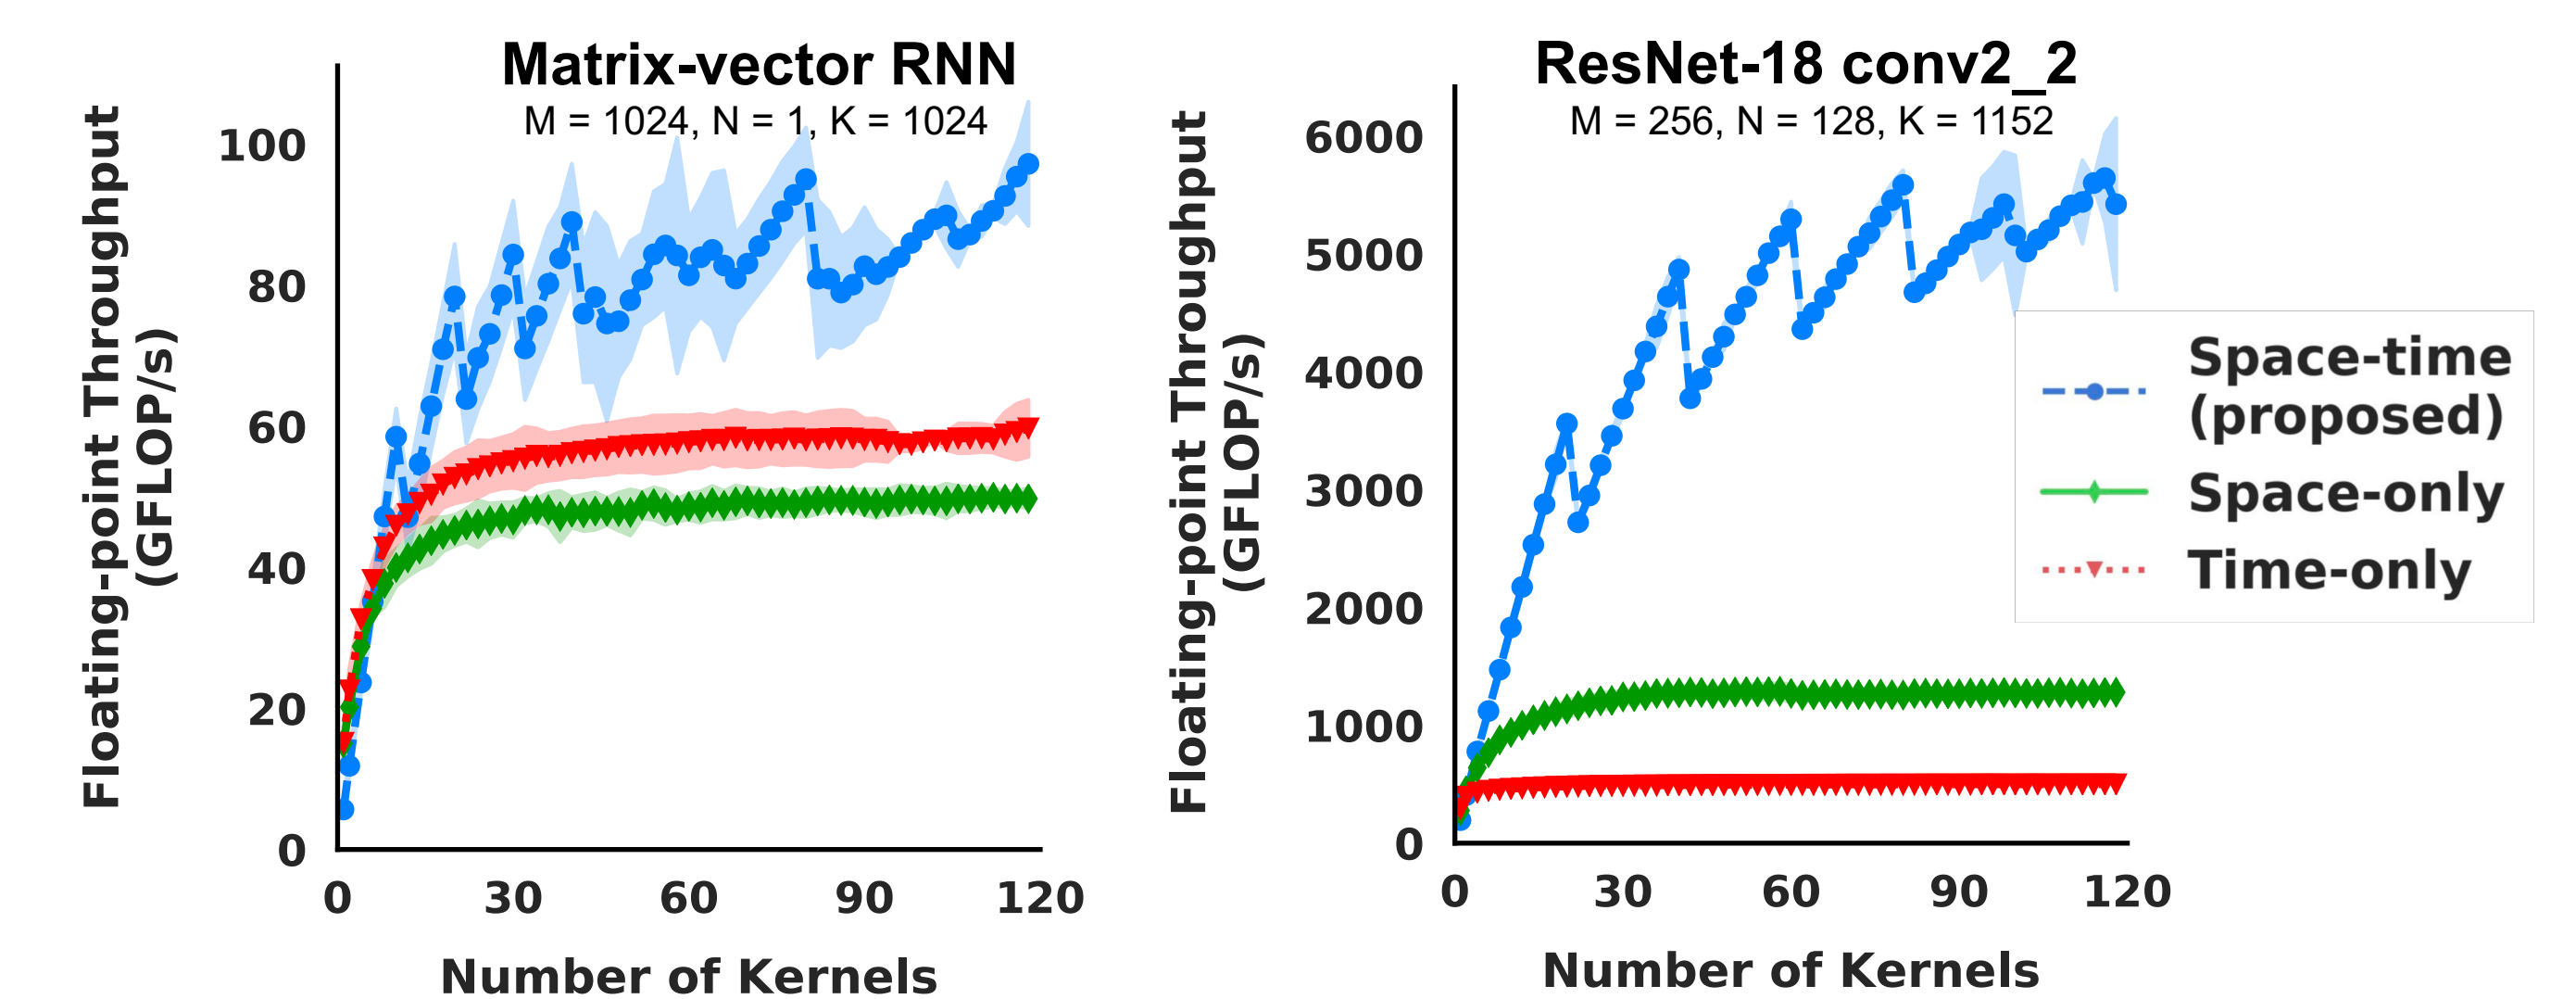 Matrix-vector RNN
M = 1024, N = 1, K = 1024
Floating-point Throughput
(GFLOP/s)
100
80
60
40
20
0
0 30 60 90 120
Number of Kernels
ResNet-18 conv2_2
M = 256, N = 128, K = 1152
Floating-point Throughput
(GFLOP/s)
6000
5000
4000
3000
2000
1000
0
0 30 60 90 120
Number of Kernels
Space-time
(proposed)
Space-only
Time-only